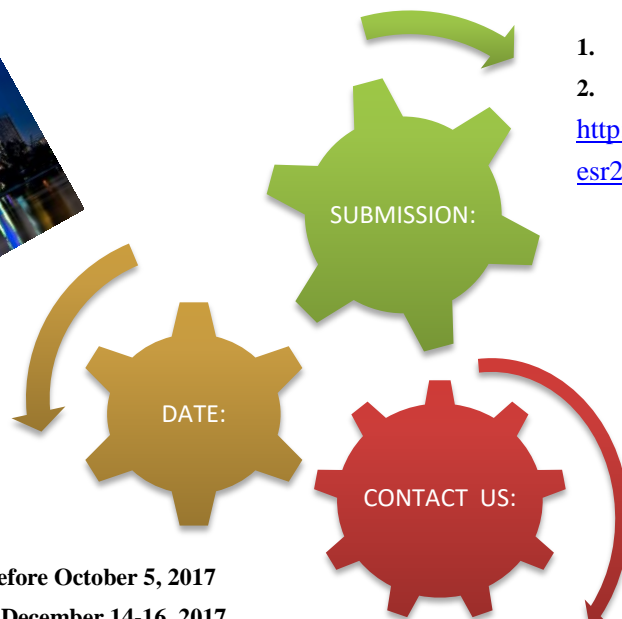 1.
2.
http
esr2
SUBMISSION:
DATE:
CONTACT US:
efore October 5, 2017
December 14-16, 2017